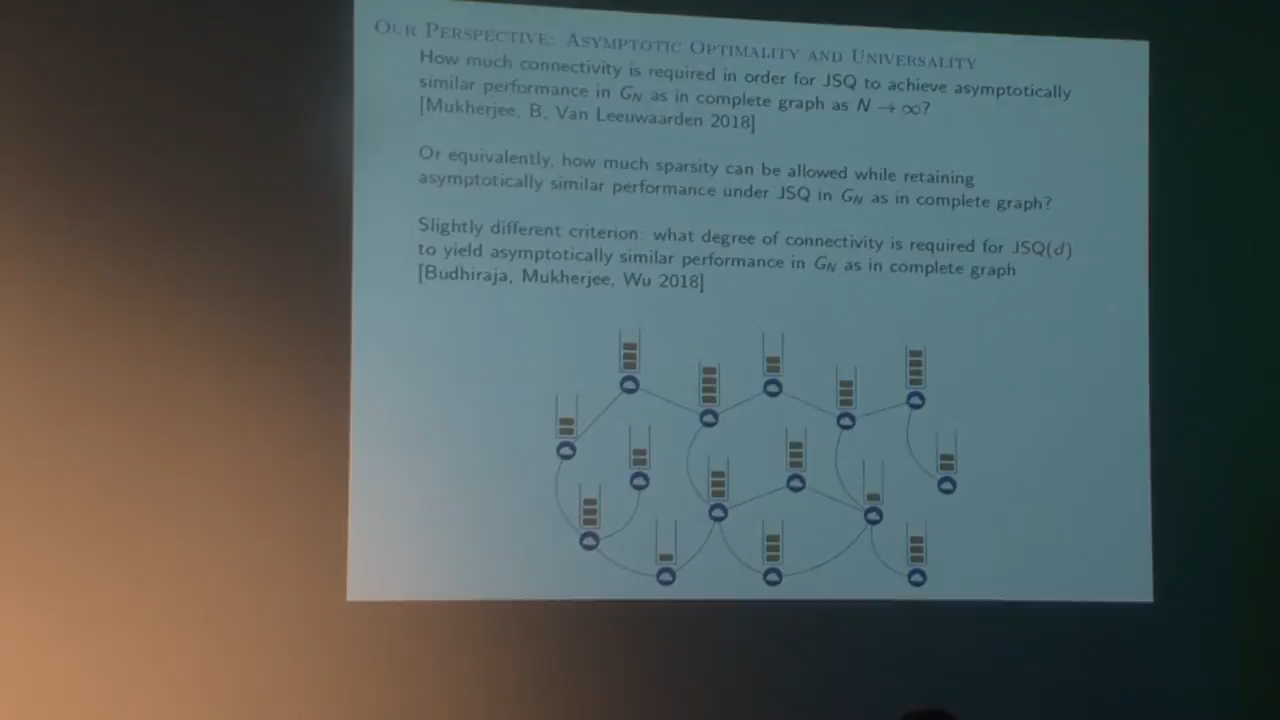 OUR PERSPECTIVE: ASYMPTOTIC OPTIMALITY AND UNIVERSALITY
How much connectivity is required in order for JSQ to achieve asymptotically
similar performance in G_N as in complete graph as N → ∞?
[Mukherjee, B, Van Leeuwaarden 2018]
Or equivalently, how much sparsity can be allowed while retaining
asymptotically similar performance under JSQ in G_N as in complete graph?
Slightly different criterion: what degree of connectivity is required for JSQ(d)
to yield asymptotically similar performance in G_N as in complete graph
[Budhiraja, Mukherjee, Wu 2018]